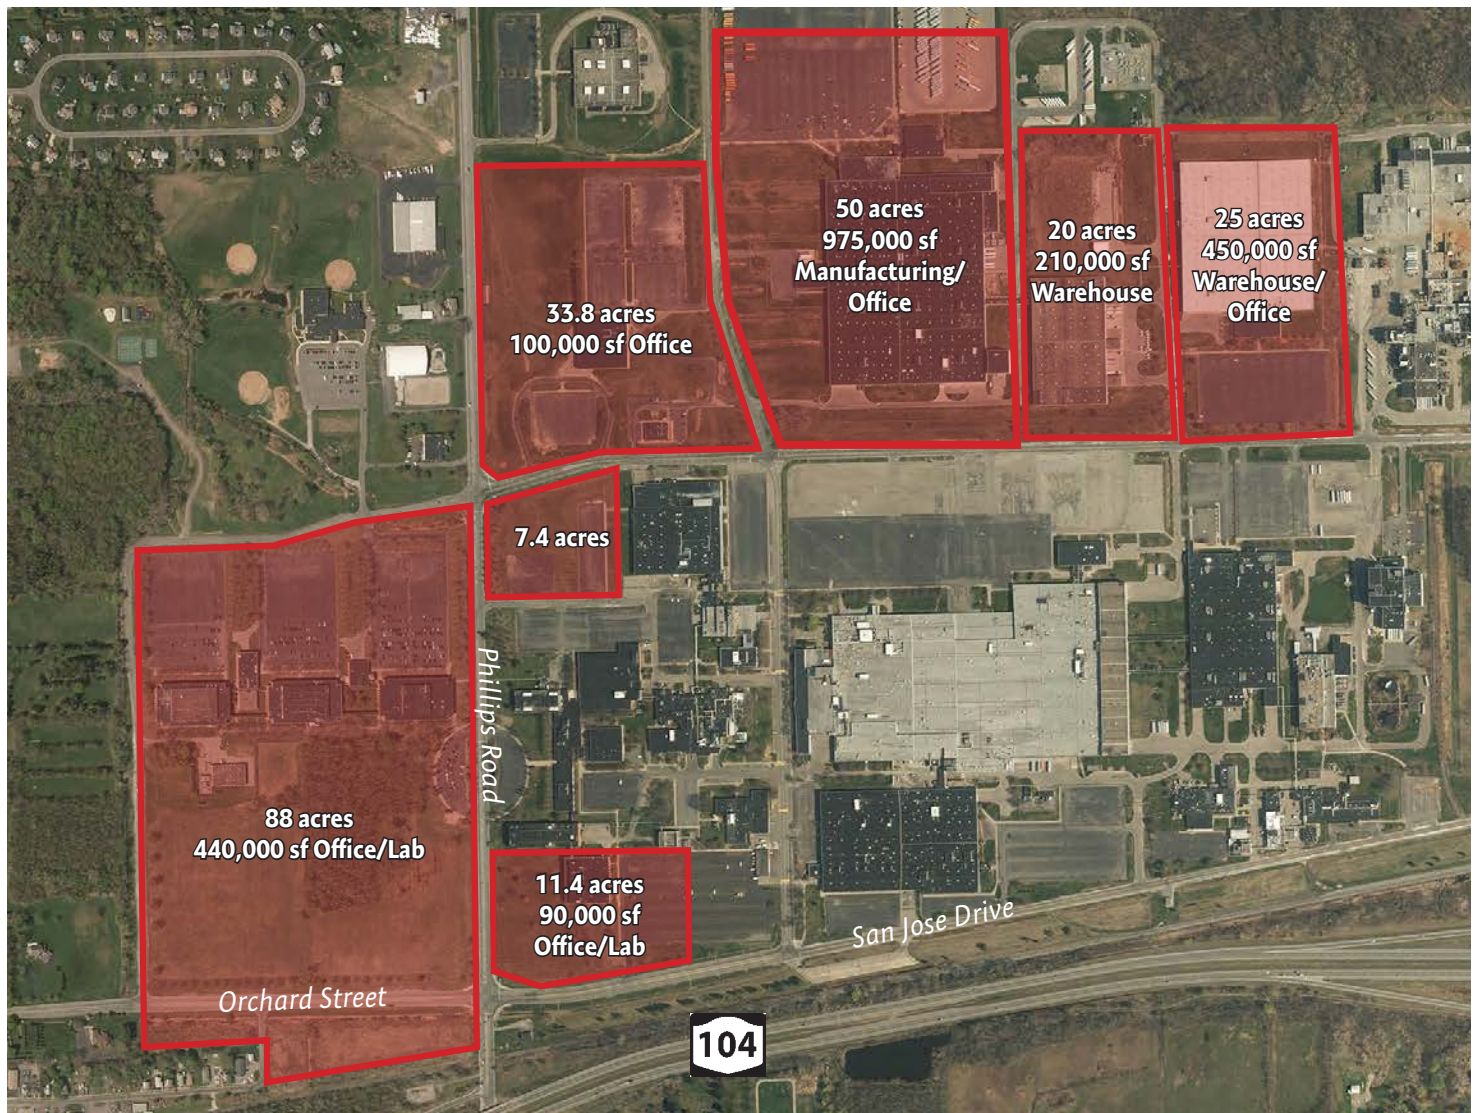 50 acres
975,000 sf
Manufacturing/
Office
20 acres
210,000 sf
Warehouse
25 acres
450,000 sf
Warehouse/
Office
33.8 acres
100,000 sf Office
7.4 acres
Phillips Road
88 acres
440,000 sf Office/Lab
11.4 acres
90,000 sf
Office/Lab
San Jose Drive
Orchard Street
104